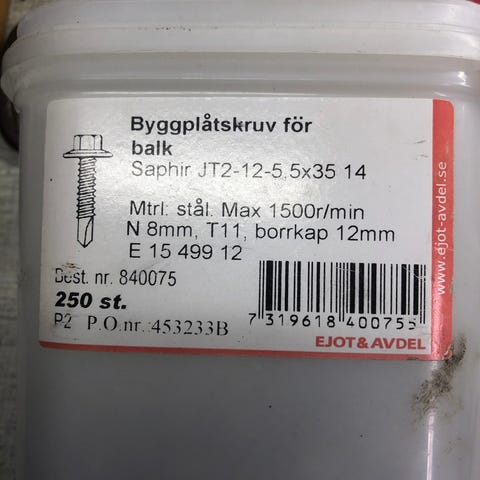 Byggplåtskruv för
balk
Saphir JT2-12-5,5x35 14
Mtrl: stål. Max 1500r/min
N 8mm, T11, borrkap 12mm
E 15 499 12
Best. nr. 840075
250 st.
P2 P.O.nr.:453233B
7 319618 400755
EJOT&AVDEL
www.ejot-avdel.se